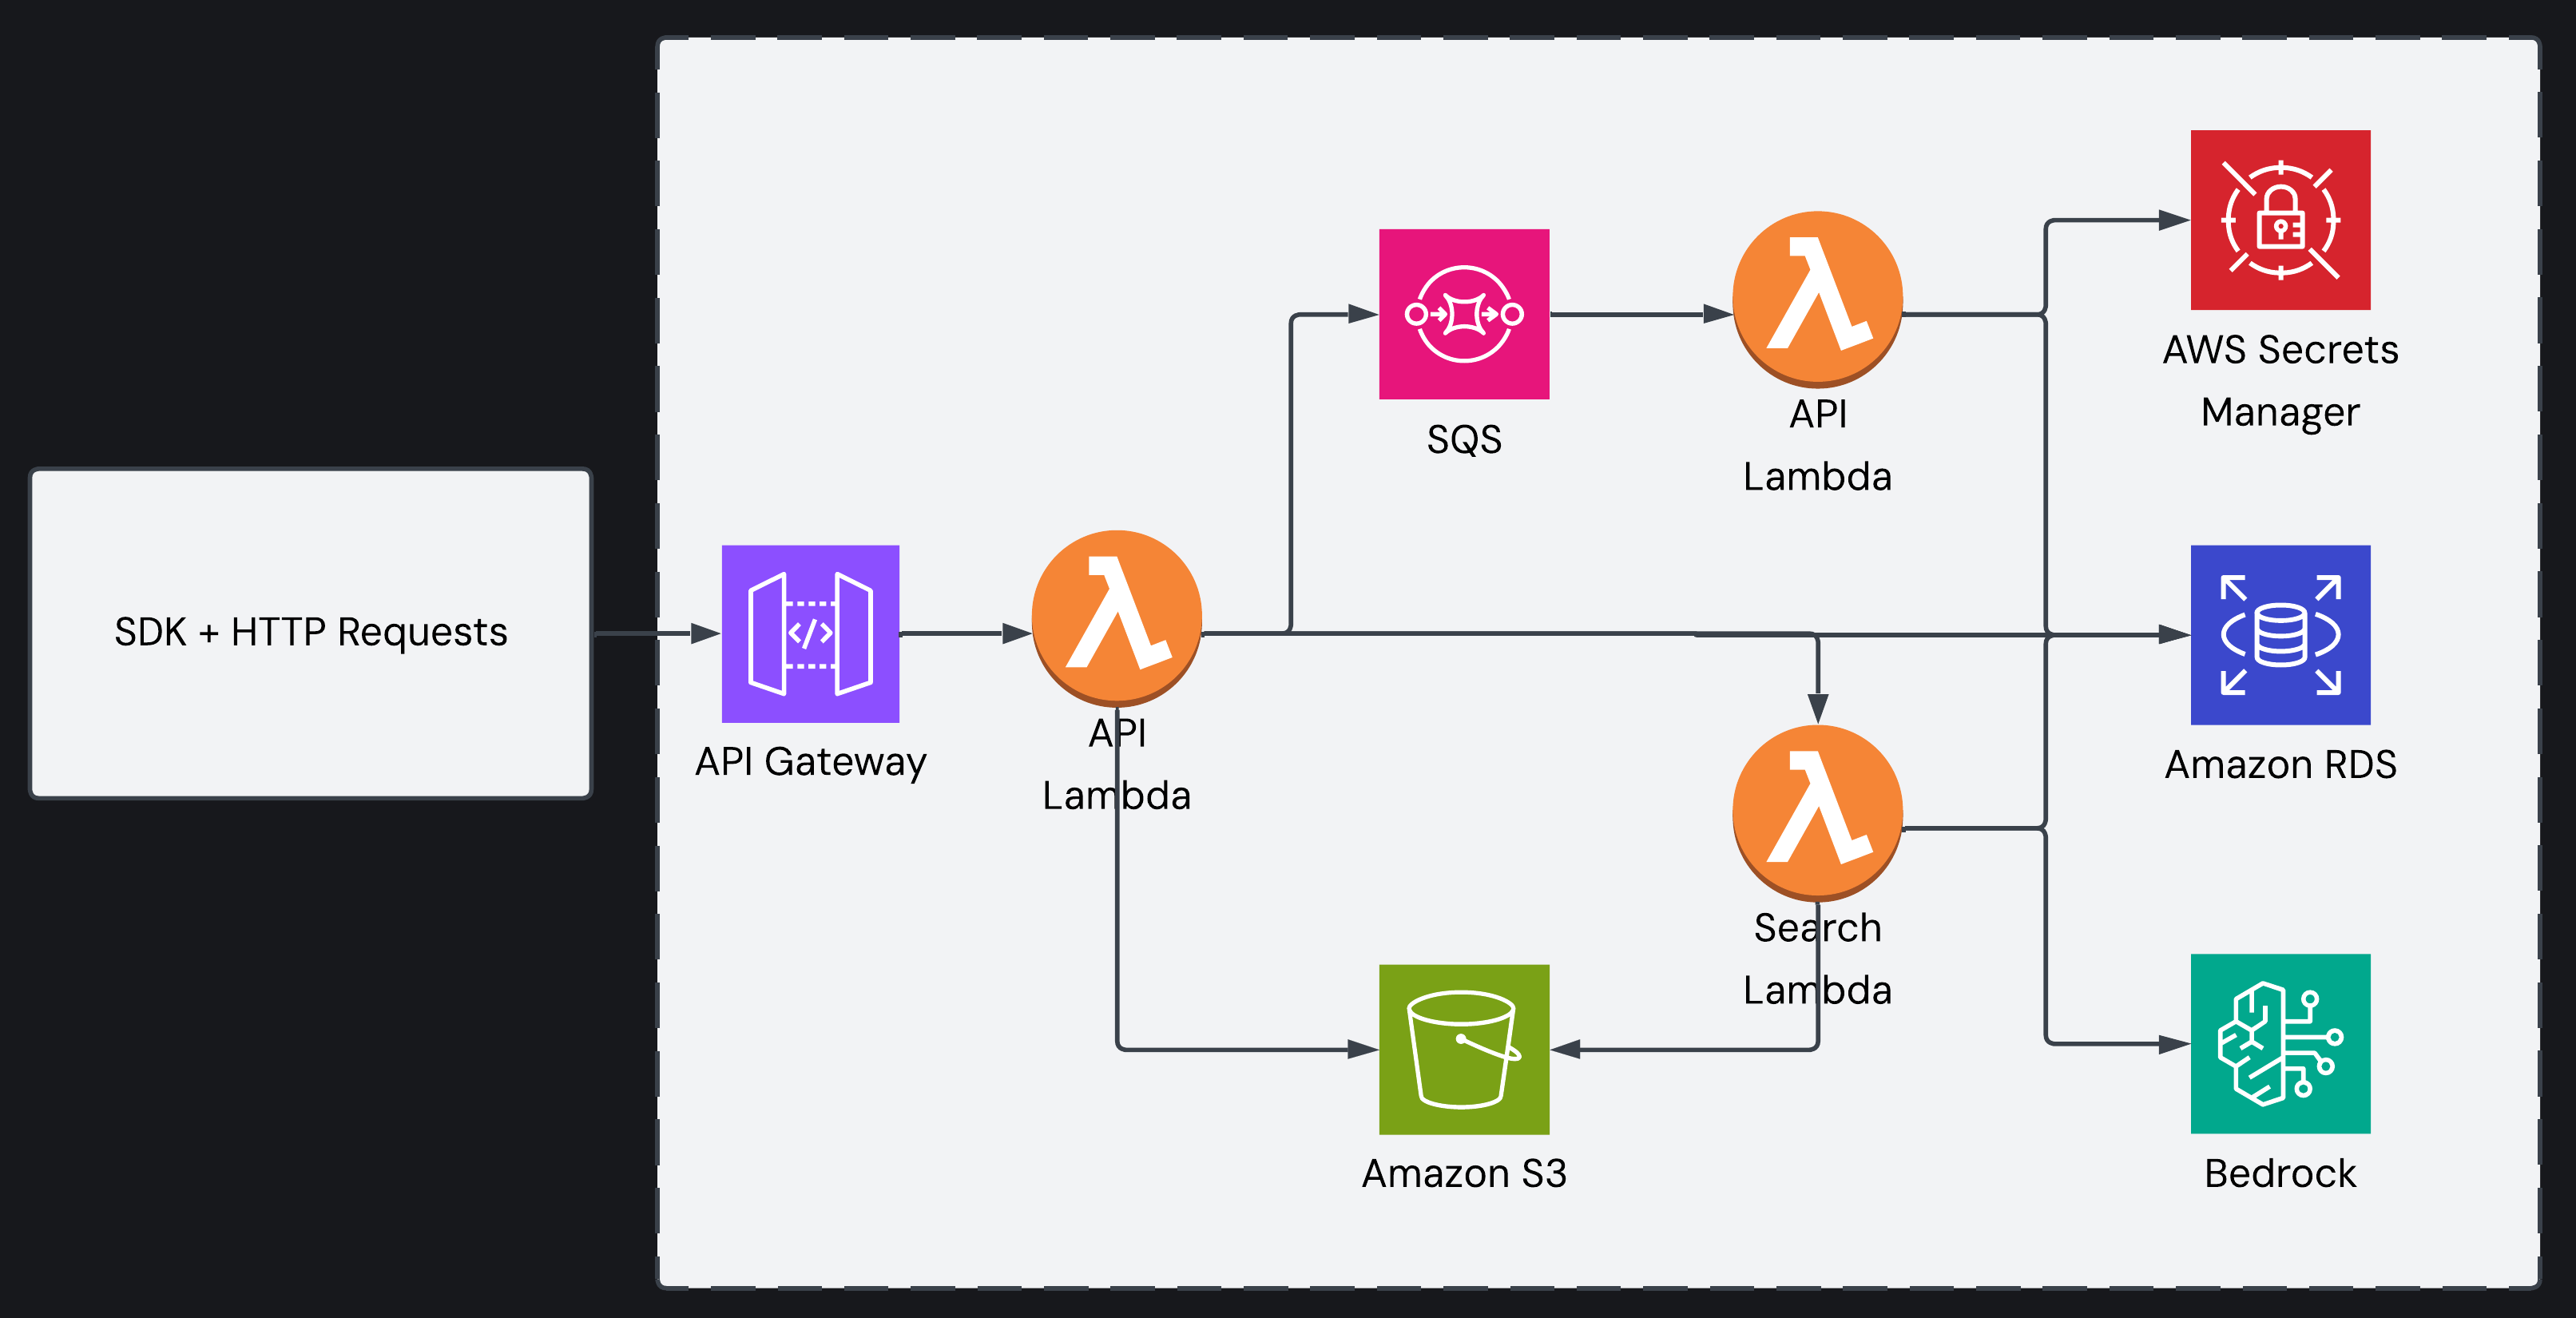 SDK + HTTP Requests
API Gateway
API
Lambda
SQS
API
Lambda
AWS Secrets
Manager
Amazon RDS
Search
Lambda
Amazon S3
Bedrock